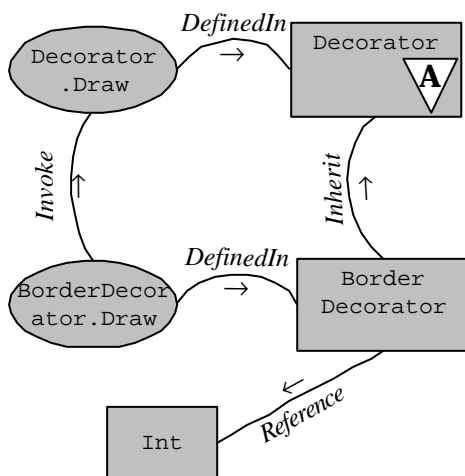 DefinedIn
Decorator
.Draw
Decorator
A
Invoke
Inherit
DefinedIn
BorderDecor
ator.Draw
Border
Decorator
Reference
Int